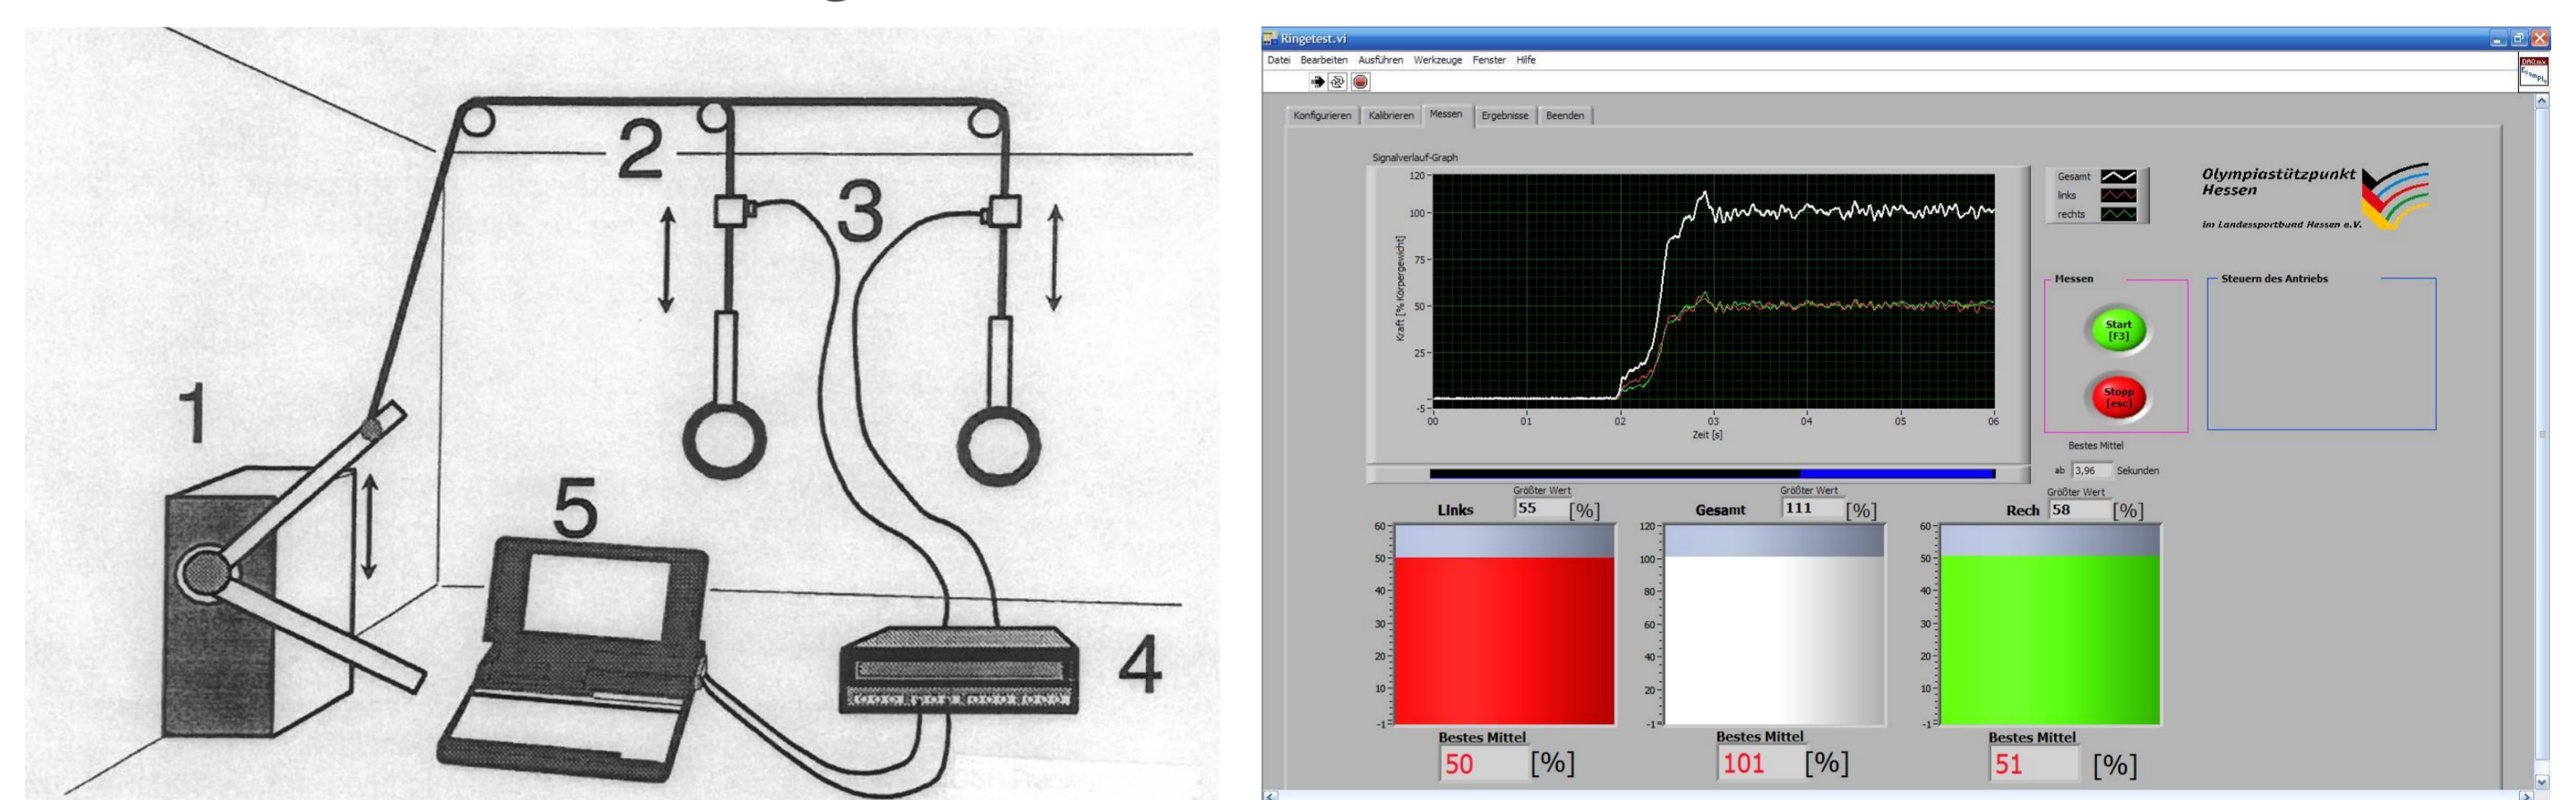 1
2
3
4
5
Ringetest.vi
Datei Bearbeiten Ausführen Werkzeuge Fenster Hilfe
Konfigurieren Kalibrieren Messen Ergebnisse Beenden
Signalverlauf-Graph
120
100
75
50
25
-5
Kraft [% Körpergewicht]
00 01 02 03 04 05 06
Zeit [s]
Gesamt
links
rechts
Olympiastützpunkt
Hessen
im Landessportbund Hessen e.V.
Messen
Start
[F3]
Stopp
[esc]
Steuern des Antriebs
Bestes Mittel
ab 3,96 Sekunden
Größter Wert
Links 55 [%]
60
50
40
30
20
10
-1
Bestes Mittel
50 [%]
Größter Wert
Gesamt 111 [%]
120
100
80
60
40
20
-1
Bestes Mittel
101 [%]
Größter Wert
Rech 58 [%]
60
50
40
30
20
10
-1
Bestes Mittel
51 [%]